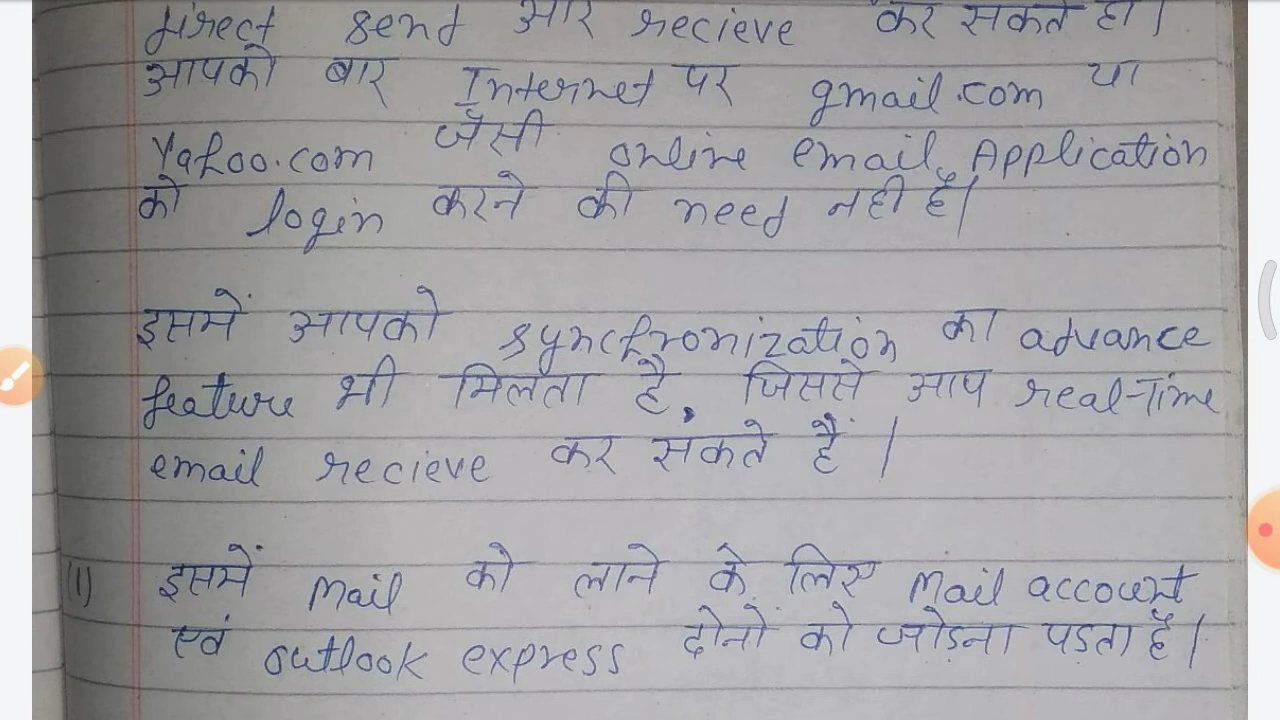 direct send और recieve कर सकते हो।
आपको बार Internet पर gmail.com या
Yahoo.com जैसी online email Application
को login करने की need नही है।
इसमें आपको synchronization का advance
feature भी मिलता है, जिससे आप real-Time
email recieve कर सकते हैं।
(1) इसमें mail को लाने के लिए mail account
एवं outlook express दोनों को जोड़ना पड़ता है।